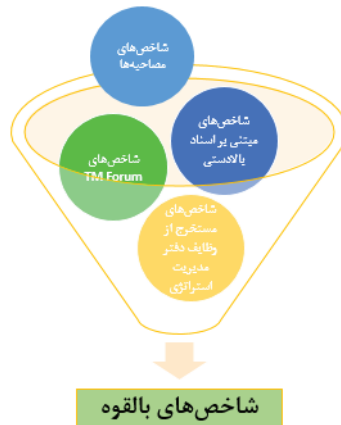 شاخص‌های
مصاحبه‌ها
شاخص‌های
مبتنی بر اسناد
بالادستی
شاخص‌های
TM Forum
شاخص‌های
مستخرج از
وظایف دفتر
مدیریت
استراتژی
شاخص‌های بالقوه